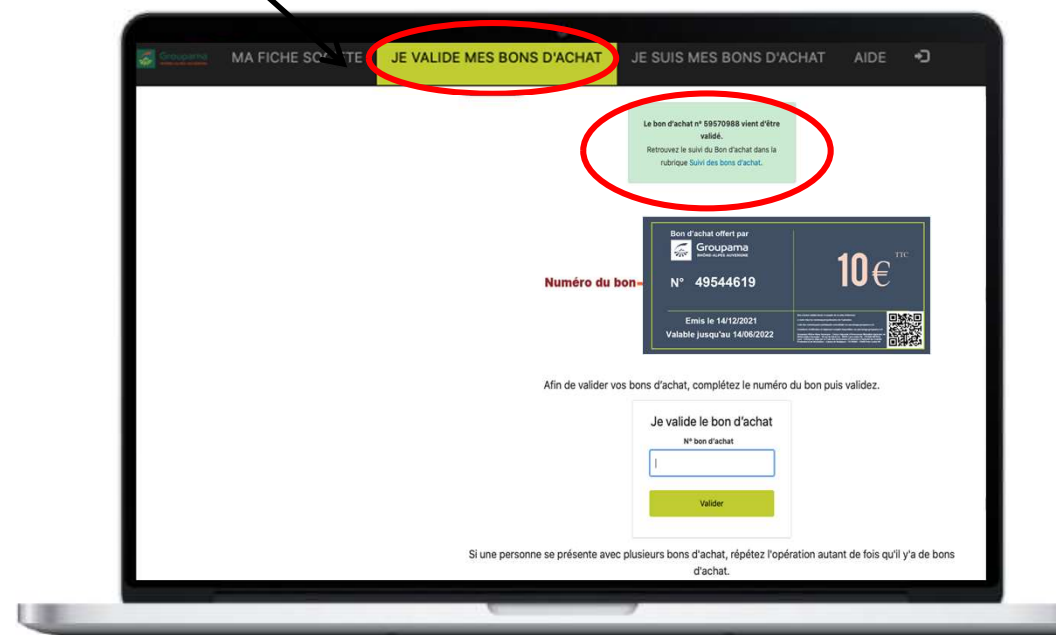 Groupama
MA FICHE SO TE
JE VALIDE MES BONS D'ACHAT
JE SUIS MES BONS D'ACHAT
AIDE
Le bon d'achat n° 59570988 vient d'être
validé.
Retrouvez le suivi du Bon d'achat dans la
rubrique Suivi des bons d'achat.
Bon d'achat offert par
Groupama
RHÔNE-ALPES AUVERGNE
10€ TTC
Numéro du bon
N° 49544619
Emis le 14/12/2021
Valable jusqu'au 14/06/2022
Afin de valider vos bons d'achat, complétez le numéro du bon puis validez.
Je valide le bon d'achat
N° bon d'achat
Valider
Si une personne se présente avec plusieurs bons d'achat, répétez l'opération autant de fois qu'il y'a de bons
d'achat.